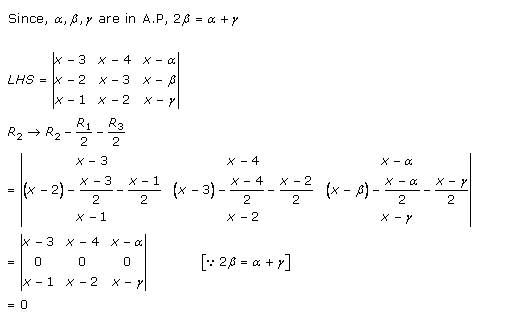 Since, α, β, γ are in A.P, 2β = α + γ
LHS = |x − 3 x − 4 x − α|
|x − 2 x − 3 x − β|
|x − 1 x − 2 x − γ|
R₂ → R₂ − R₁/2 − R₃/2
= |x − 3 x − 4 x − α|
|(x − 2) − (x − 3)/2 − (x − 1)/2 (x − 3) − (x − 4)/2 − (x − 2)/2 (x − β) − (x − α)/2 − (x − γ)/2|
|x − 1 x − 2 x − γ|
= |x − 3 x − 4 x − α|
|0 0 0| [∵ 2β = α + γ]
|x − 1 x − 2 x − γ|
= 0